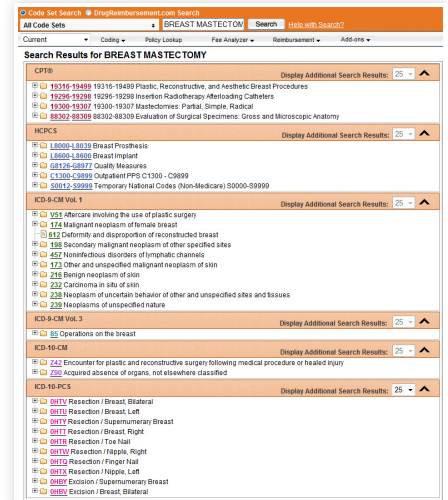 Code Set Search DrugReimbursement.com Search
All Code Sets BREAST MASTECTOM Search Help with Search?
Current Coding Policy Lookup Fee Analyzer Reimbursement Add-ons
Search Results for BREAST MASTECTOMY
CPT® Display Additional Search Results: 25
19316-19499 19316-19499 Plastic, Reconstructive, and Aesthetic Breast Procedures
19296-19298 19296-19298 Insertion Radiotherapy Afterloading Catheters
19300-19307 19300-19307 Mastectomies: Partial, Simple, Radical
88302-88309 88302-88309 Evaluation of Surgical Specimens: Gross and Microscopic Anatomy
HCPCS Display Additional Search Results: 25
L8000-L8039 Breast Prosthesis
L8600-L8600 Breast Implant
G8126-G8977 Quality Measures
C1300-C9899 Outpatient PPS C1300 - C9899
S0012-S9999 Temporary National Codes (Non-Medicare) S0000-S9999
ICD-9-CM Vol. 1 Display Additional Search Results: 25
V51 Aftercare involving the use of plastic surgery
174 Malignant neoplasm of female breast
612 Deformity and disproportion of reconstructed breast
198 Secondary malignant neoplasm of other specified sites
457 Noninfectious disorders of lymphatic channels
173 Other and unspecified malignant neoplasm of skin
216 Benign neoplasm of skin
232 Carcinoma in situ of skin
238 Neoplasm of uncertain behavior of other and unspecified sites and tissues
239 Neoplasms of unspecified nature
ICD-9-CM Vol. 3 Display Additional Search Results: 25
85 Operations on the breast
ICD-10-CM Display Additional Search Results: 25
Z42 Encounter for plastic and reconstructive surgery following medical procedure or healed injury
Z90 Acquired absence of organs, not elsewhere classified
ICD-10-PCS Display Additional Search Results: 25
0HTV Resection / Breast, Bilateral
0HTU Resection / Breast, Left
0HTY Resection / Supernumerary Breast
0HTT Resection / Breast, Right
0HTR Resection / Toe Nail
0HTW Resection / Nipple, Right
0HTQ Resection / Finger Nail
0HTX Resection / Nipple, Left
0HBY Excision / Supernumerary Breast
0HBV Excision / Breast, Bilateral